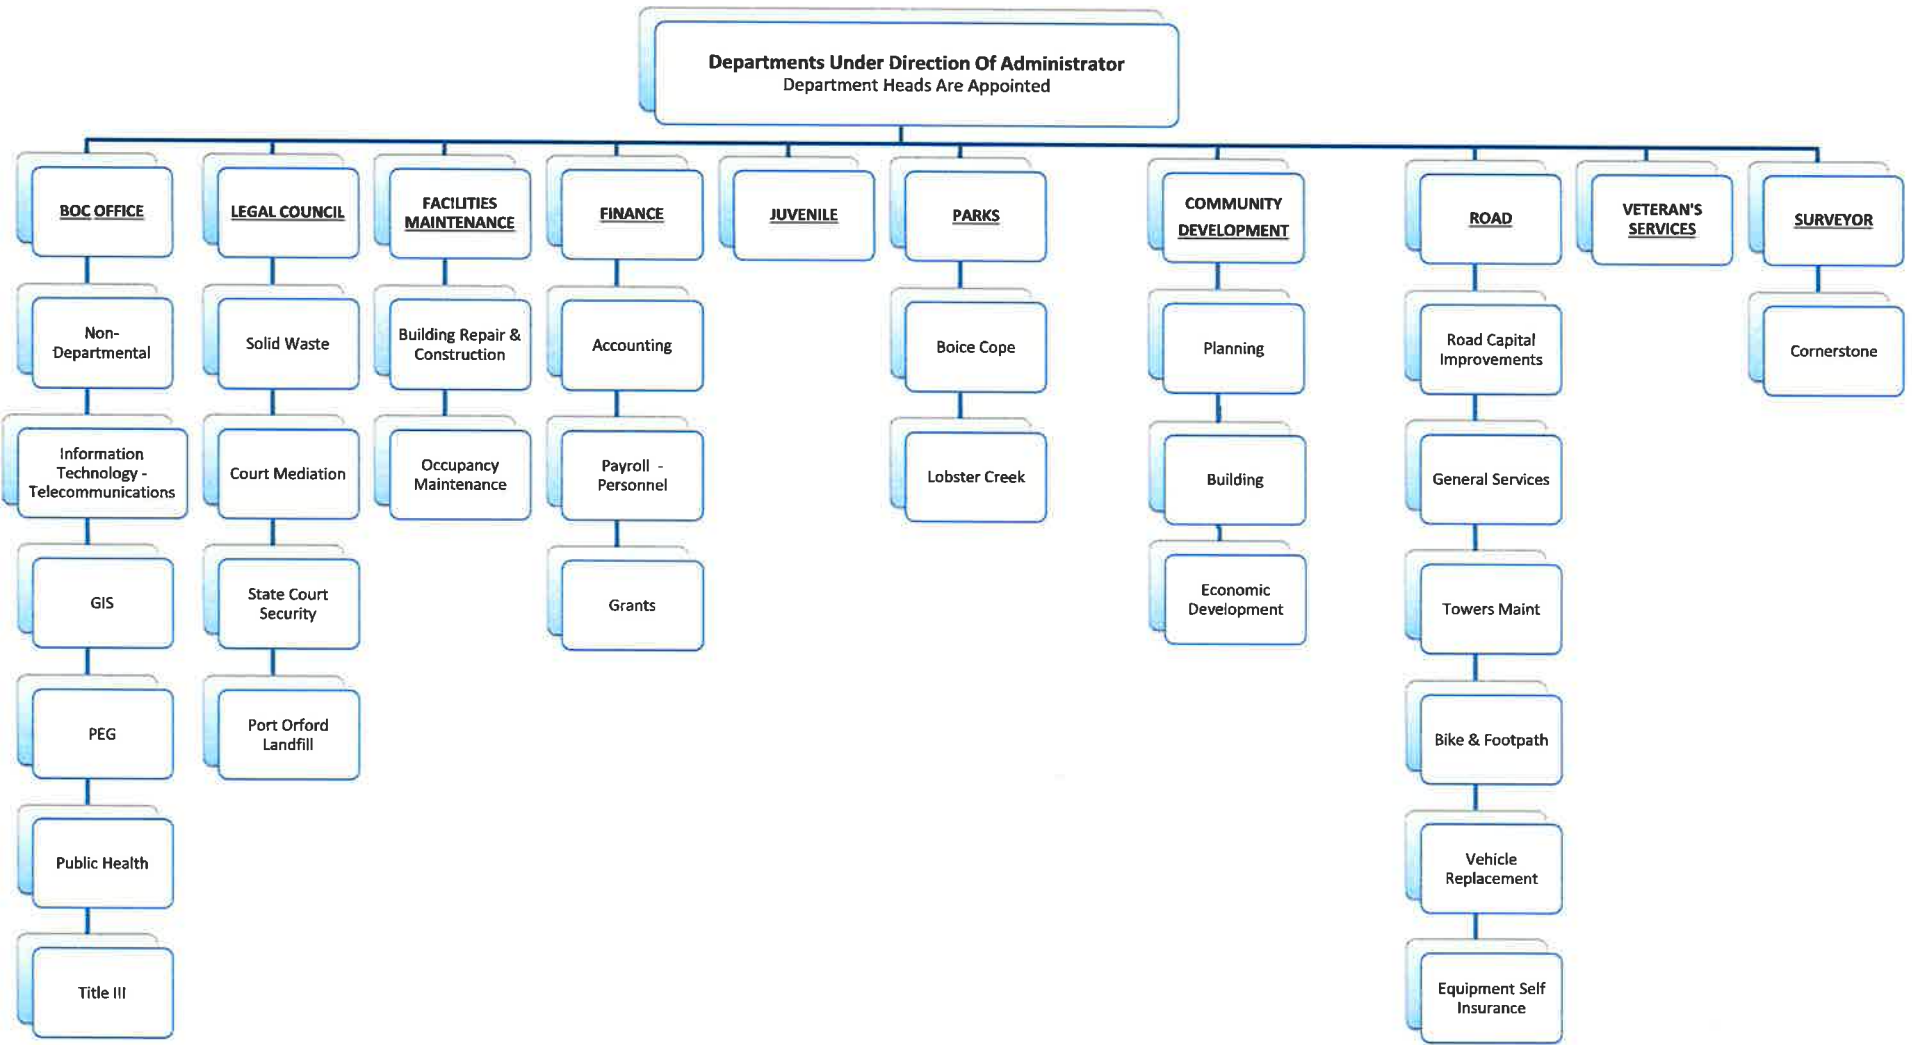 Departments Under Direction Of Administrator
Department Heads Are Appointed
BOC OFFICE
Non-
Departmental
Information
Technology -
Telecommunications
GIS
PEG
Public Health
Title III
LEGAL COUNCIL
Solid Waste
Court Mediation
State Court
Security
Port Orford
Landfill
FACILITIES
MAINTENANCE
Building Repair &
Construction
Occupancy
Maintenance
FINANCE
Accounting
Payroll -
Personnel
Grants
JUVENILE
PARKS
Boice Cope
Lobster Creek
COMMUNITY
DEVELOPMENT
Planning
Building
Economic
Development
ROAD
Road Capital
Improvements
General Services
Towers Maint
Bike & Footpath
Vehicle
Replacement
Equipment Self
Insurance
VETERAN'S
SERVICES
SURVEYOR
Cornerstone